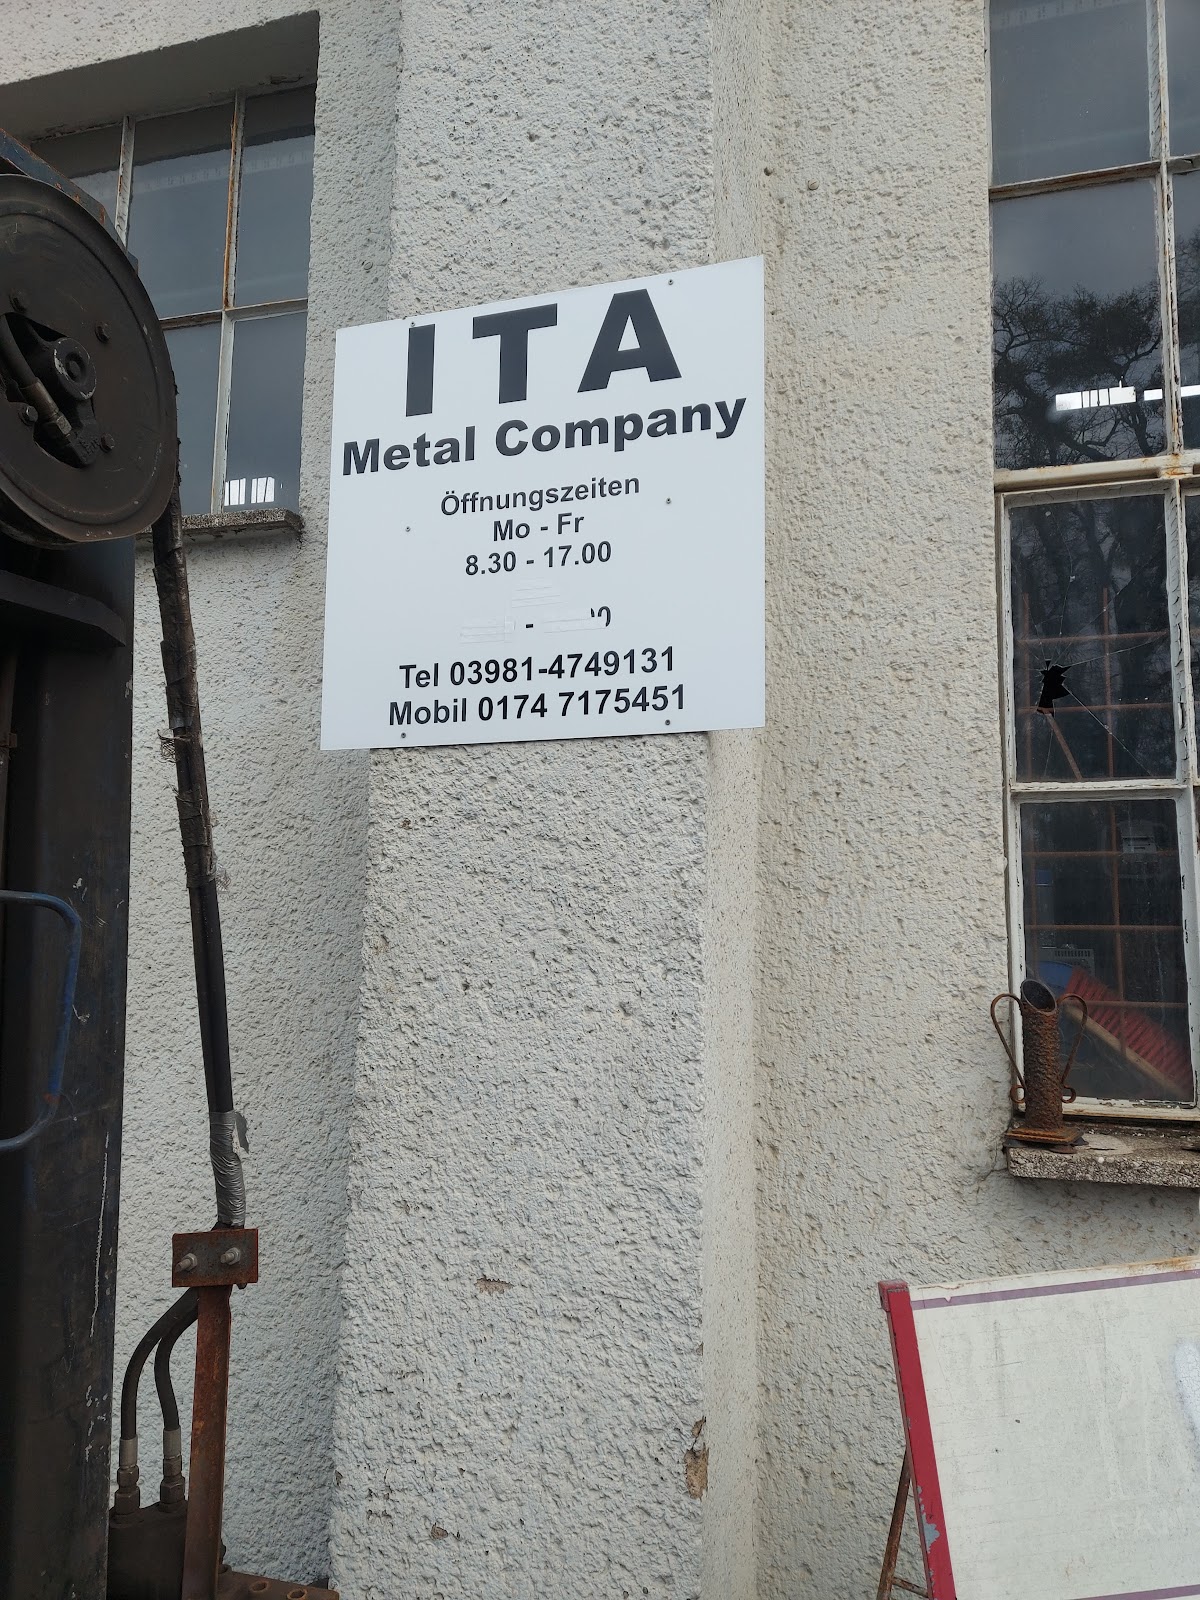 ITA
Metal Company
Öffnungszeiten
Mo - Fr
8.30 - 17.00
-
Tel 03981-4749131
Mobil 0174 7175451